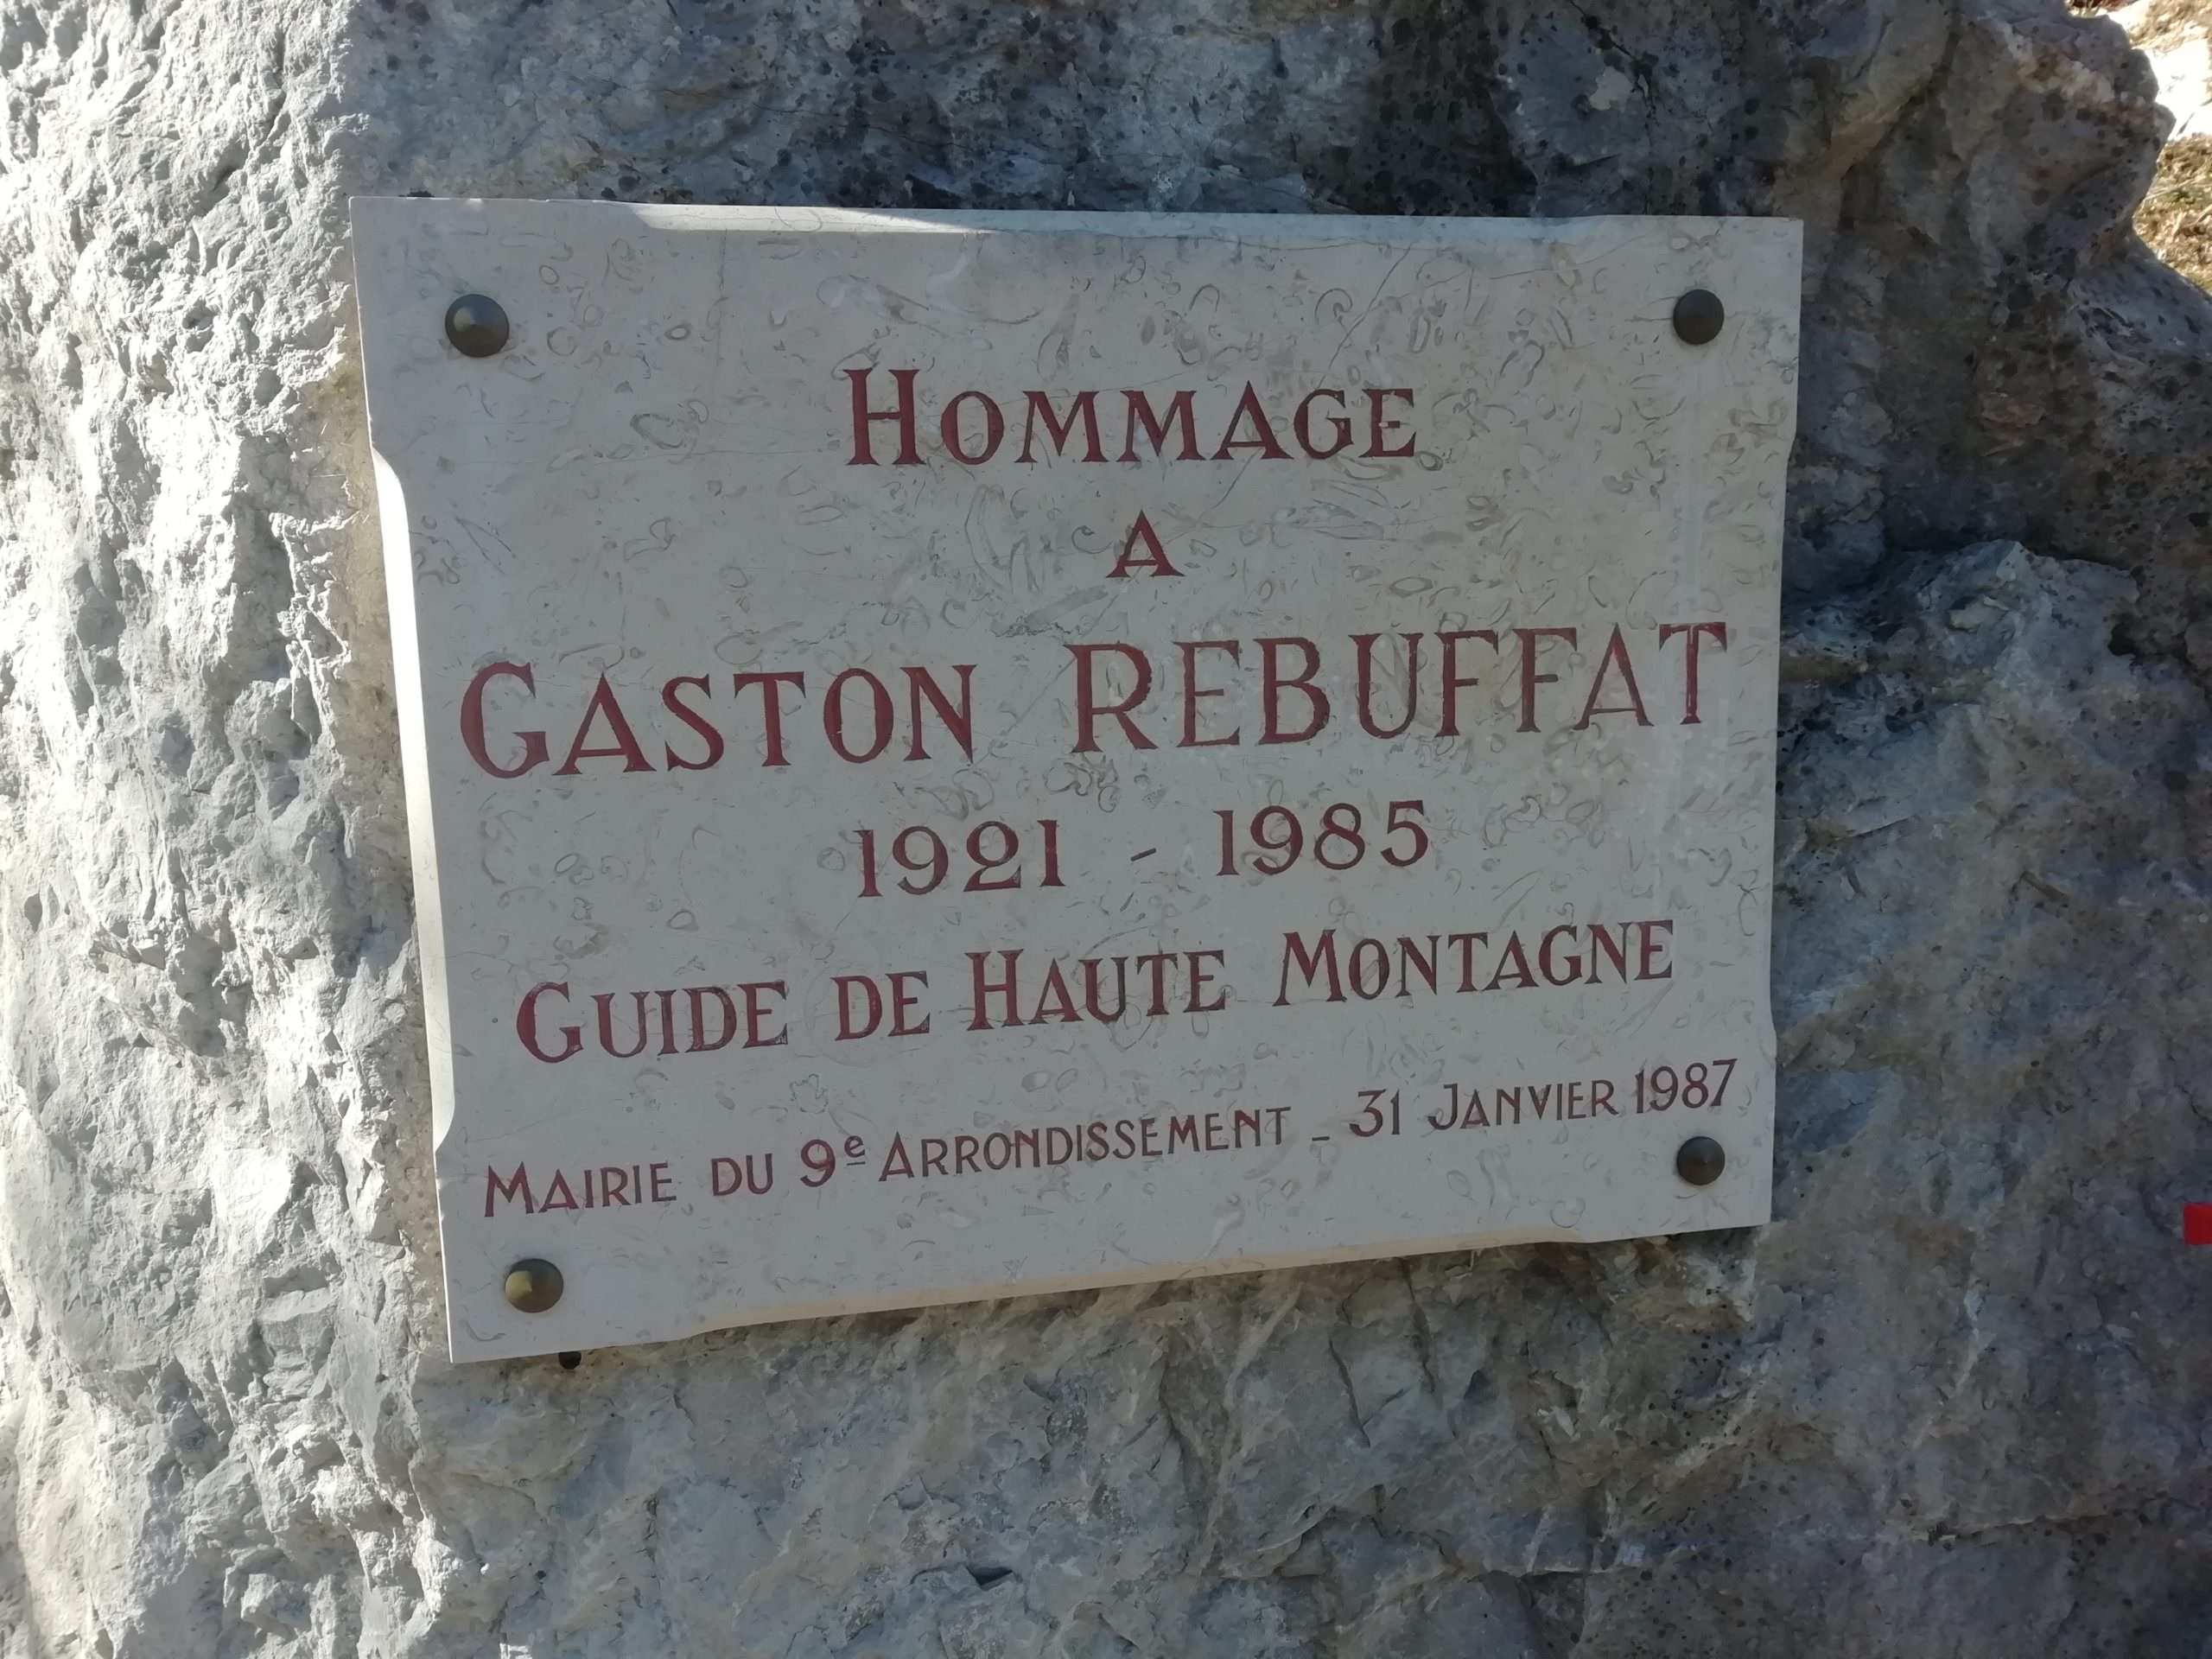 HOMMAGE
A
GASTON REBUFFAT
1921 - 1985
GUIDE DE HAUTE MONTAGNE
MAIRIE DU 9e ARRONDISSEMENT _ 31 JANVIER 1987